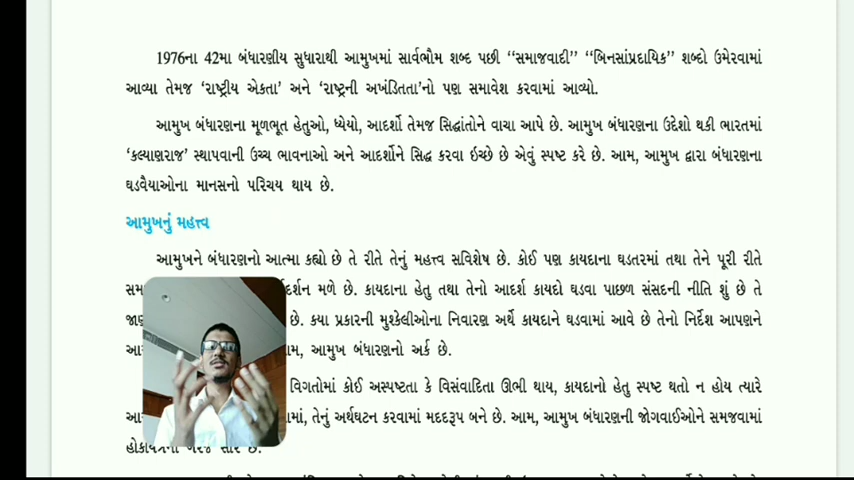 1976ના 42મા બંધારણીય સુધારાથી આમુખમાં સાર્વભૌમ શબ્દ પછી “સમાજવાદી” “બિનસાંપ્રદાયિક” શબ્દો ઉમેરવામાં
આવ્યા તેમજ ‘રાષ્ટ્રીય એકતા’ અને ‘રાષ્ટ્રની અખંડિતતા’નો પણ સમાવેશ કરવામાં આવ્યો.
આમુખ બંધારણના મૂળભૂત હેતુઓ, ધ્યેયો, આદર્શો તેમજ સિદ્ધાંતોને વાચા આપે છે. આમુખ બંધારણના ઉદ્દેશો થકી ભારતમાં
‘કલ્યાણરાજ’ સ્થાપવાની ઉચ્ચ ભાવનાઓ અને આદર્શોને સિદ્ધ કરવા ઇચ્છે છે એવું સ્પષ્ટ કરે છે. આમ, આમુખ દ્વારા બંધારણના
ઘડવૈયાઓના માનસનો પરિચય થાય છે.
આમુખનું મહત્ત્વ
આમુખને બંધારણનો આત્મા કહ્યો છે તે રીતે તેનું મહત્ત્વ સવિશેષ છે. કોઈ પણ કાયદાના ઘડતરમાં તથા તેને પૂરી રીતે
મળે છે. કાયદાના હેતુ તથા તેનો આદર્શ કાયદો ઘડવા પાછળ સંસદની નીતિ શું છે તે
છે. ક્યા પ્રકારની મુશ્કેલીઓના નિવારણ અર્થે કાયદાને ઘડવામાં આવે છે તેનો નિર્દેશ આપણને
આમુખ બંધારણનો અર્ક છે.
વિગતોમાં કોઈ અસ્પષ્ટતા કે વિસંવાદિતા ઊભી થાય, કાયદાનો હેતુ સ્પષ્ટ થતો ન હોય ત્યારે
તેનું અર્થઘટન કરવામાં મદદરૂપ બને છે. આમ, આમુખ બંધારણની જોગવાઈઓને સમજવામાં
છે.